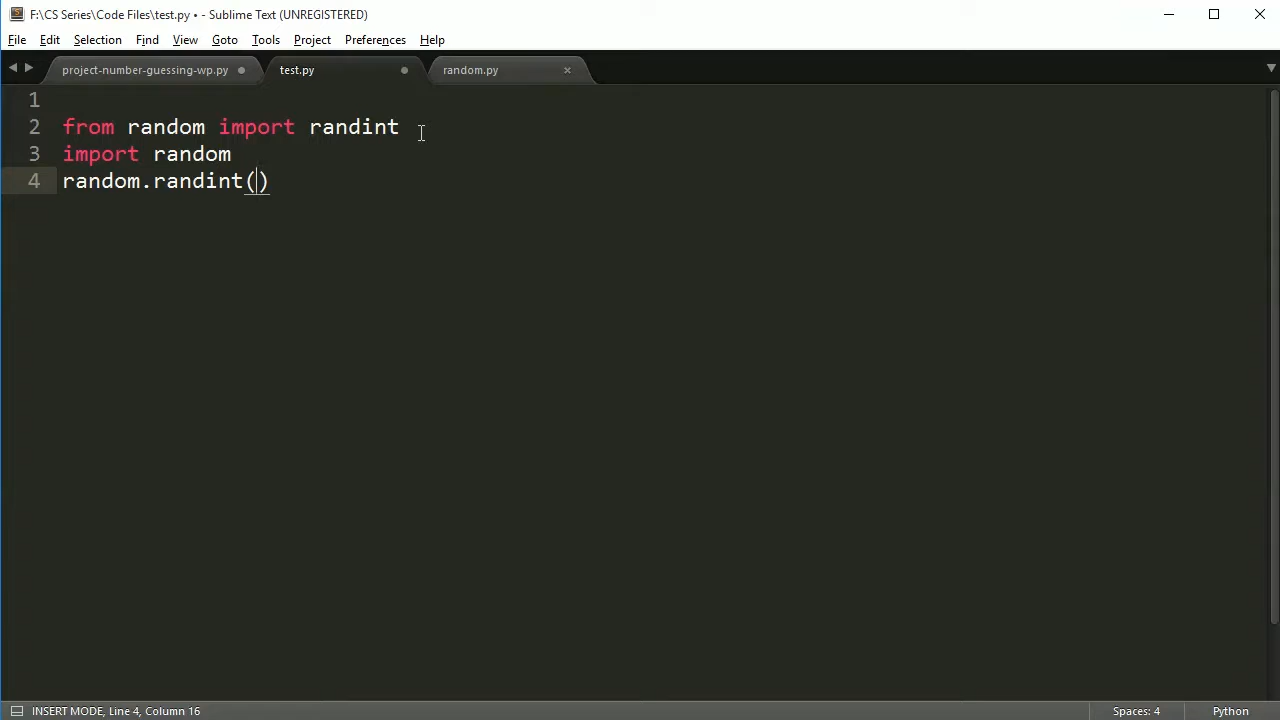 F:\CS Series\Code Files\test.py • - Sublime Text (UNREGISTERED)
File Edit Selection Find View Goto Tools Project Preferences Help
project-number-guessing-wp.py test.py random.py
1
2 from random import randint
3 import random
4 random.randint()
INSERT MODE, Line 4, Column 16 Spaces: 4 Python